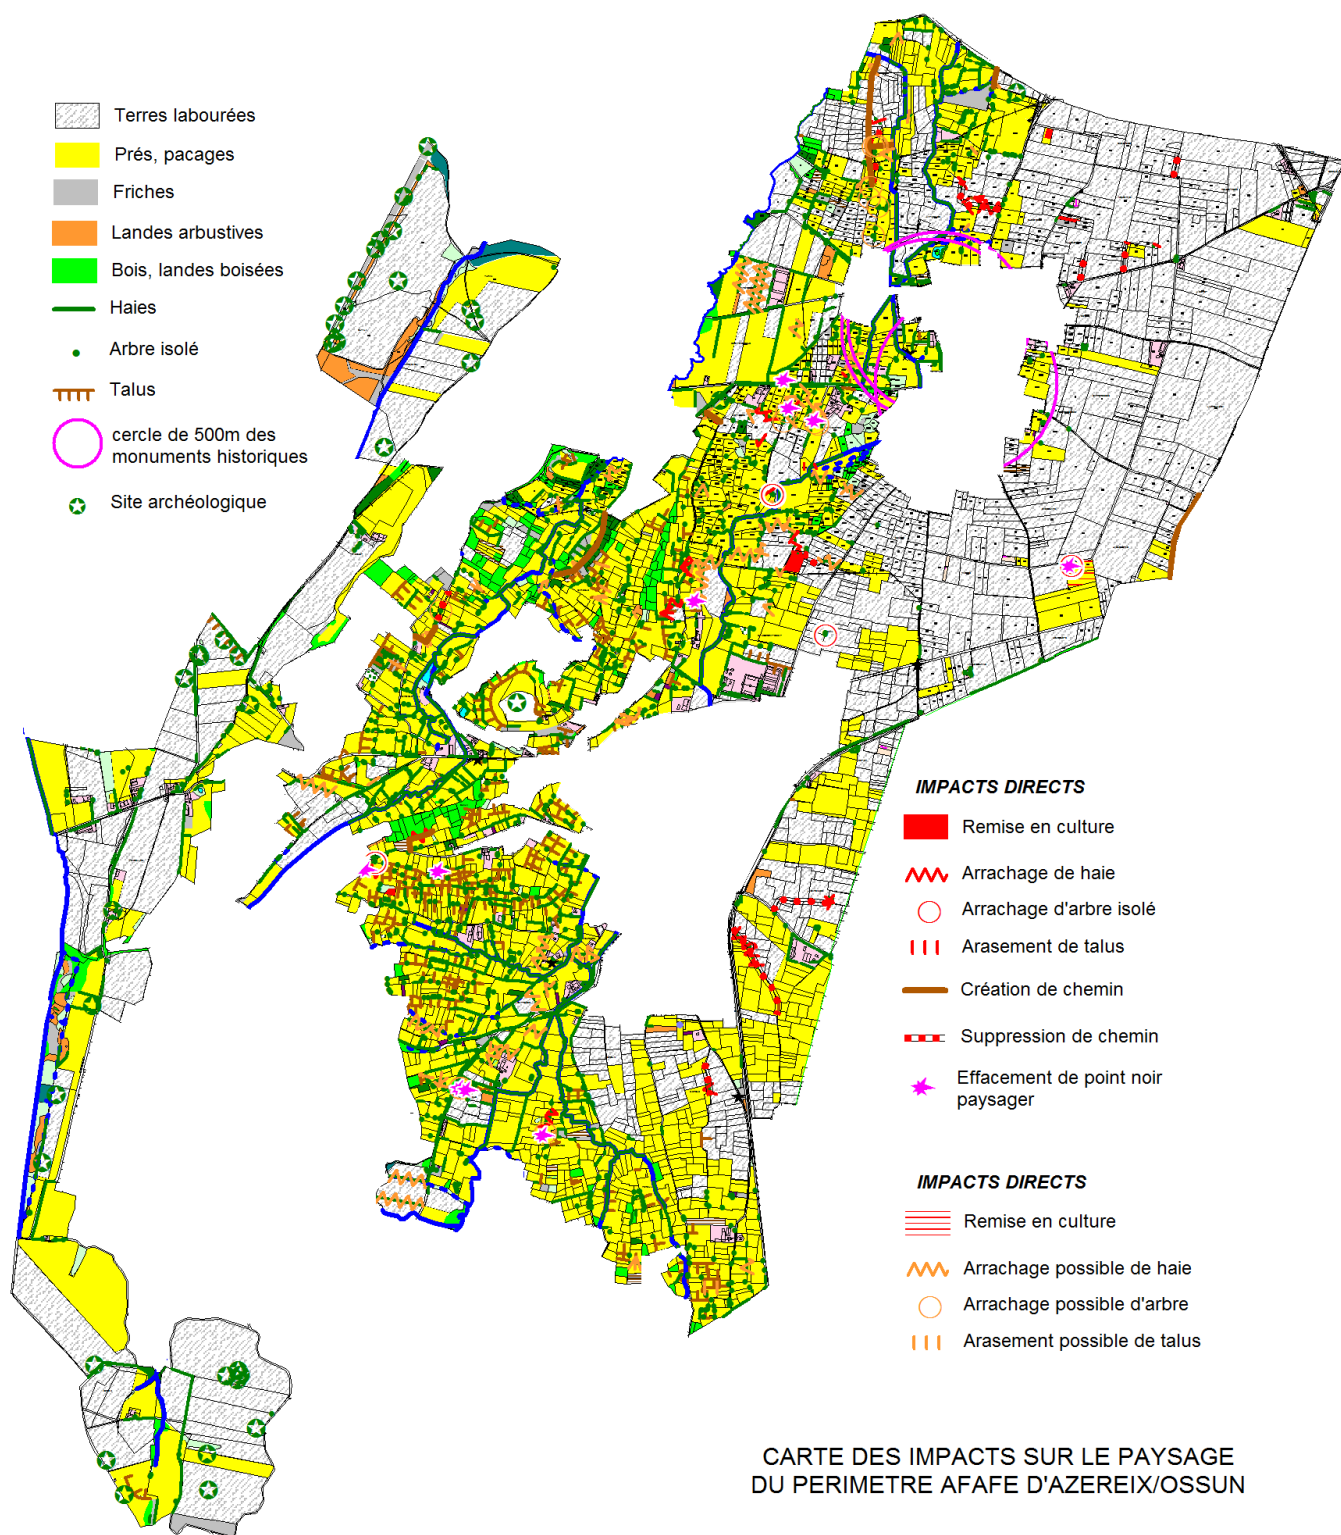 Terres labourées
Prés, pacages
Friches
Landes arbustives
Bois, landes boisées
Haies
Arbre isolé
Talus
cercle de 500m des
monuments historiques
Site archéologique
IMPACTS DIRECTS
Remise en culture
Arrachage de haie
Arrachage d'arbre isolé
Arasement de talus
Création de chemin
Suppression de chemin
Effacement de point noir
paysager
IMPACTS DIRECTS
Remise en culture
Arrachage possible de haie
Arrachage possible d'arbre
Arasement possible de talus
CARTE DES IMPACTS SUR LE PAYSAGE
DU PERIMETRE AFAFE D'AZEREIX/OSSUN